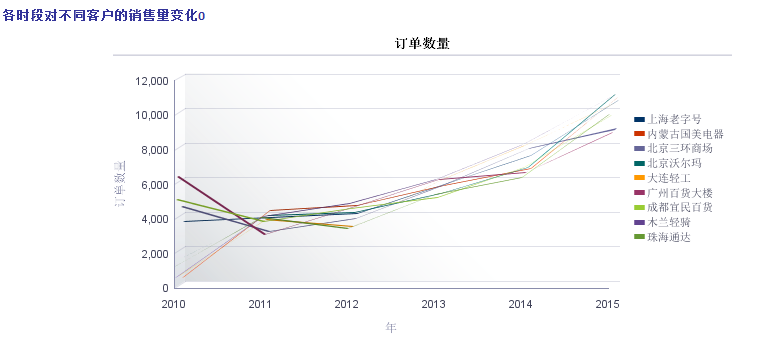 各时段对不同客户的销售量变化0
订单数量
12,000
10,000
8,000
6,000
4,000
2,000
0
订单数量
2010
2011
2012
2013
2014
2015
年
上海老字号
内蒙古国美电器
北京三环商场
北京沃尔玛
大连轻工
广州百货大楼
成都宜民百货
木兰轻骑
珠海通达